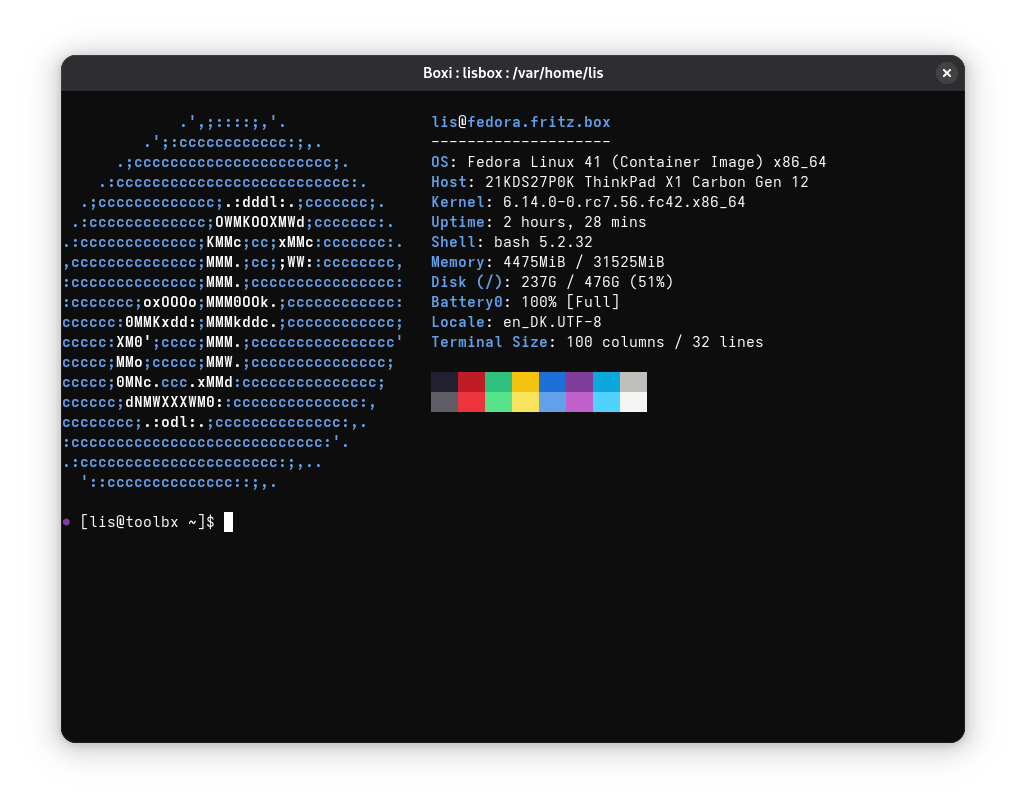 Boxi : lisbox : /var/home/lis
.',;::::;,'.
.';:cccccccccccc:;,.
.;cccccccccccccccccccccc;.
.:cccccccccccccccccccccccccc:.
.;ccccccccccccc;.:dddl:.;ccccccc;.
.:ccccccccccccc;OWMKOOXMWd;ccccccc:.
.:ccccccccccccc;KMMc;cc;xMMc:ccccccc:.
,cccccccccccccc;MMM.;cc;;WW::cccccccc,
:cccccccccccccc;MMM.;cccccccccccccccc:
:ccccccc;oxOOOo;MMM0OOk.;cccccccccccc:
cccccc:0MMKxdd:;MMMkddc.;cccccccccccc;
ccccc:XM0';cccc;MMM.;cccccccccccccccc'
ccccc;MMo;ccccc;MMW.;ccccccccccccccc;
ccccc;0MNc.ccc.xMMd:ccccccccccccccc;
cccccc;dNMWXXXWM0::cccccccccccccc:,
cccccccc;.:odl:.;cccccccccccccc:,.
:cccccccccccccccccccccccccccc:'.
.:cccccccccccccccccccccc:;,..
'::cccccccccccccc::;,.
lis@fedora.fritz.box
--------------------
OS: Fedora Linux 41 (Container Image) x86_64
Host: 21KDS27P0K ThinkPad X1 Carbon Gen 12
Kernel: 6.14.0-0.rc7.56.fc42.x86_64
Uptime: 2 hours, 28 mins
Shell: bash 5.2.32
Memory: 4475MiB / 31525MiB
Disk (/): 237G / 476G (51%)
Battery0: 100% [Full]
Locale: en_DK.UTF-8
Terminal Size: 100 columns / 32 lines
[lis@toolbx ~]$